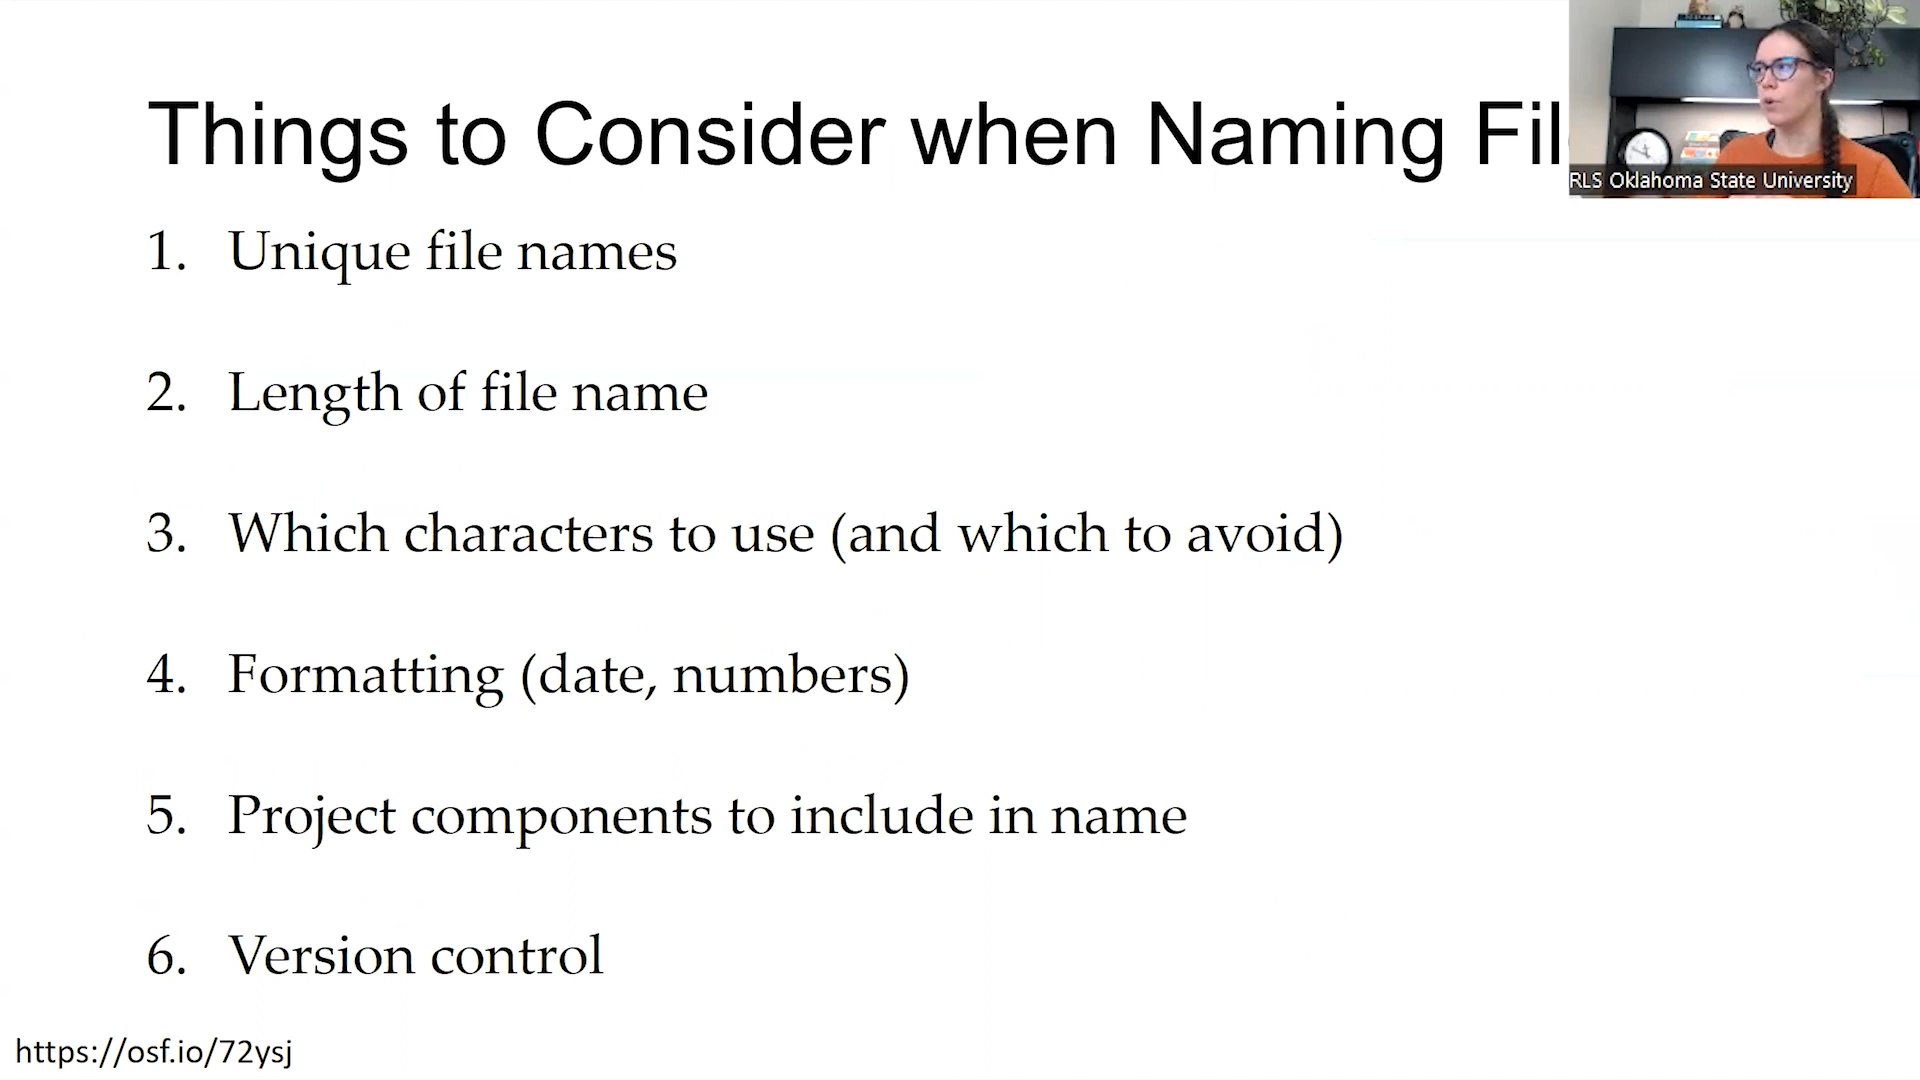 Things to Consider when Naming Fil
RLS Oklahoma State University
1. Unique file names
2. Length of file name
3. Which characters to use (and which to avoid)
4. Formatting (date, numbers)
5. Project components to include in name
6. Version control
https://osf.io/72ysj